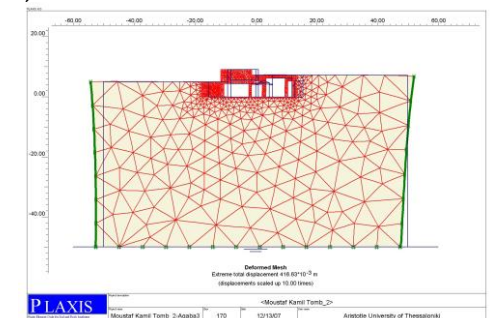 -80,00 -40,00 -20,00 0,00 20,00 40,00 60,00
20.00
0.00
-20.00
-40.00
Deformed Mesh
Extreme total displacement 418.83*10-3 m
(displacements scaled up 10.00 times)
PLAXIS
<Moustaf Kamil Tomb_2>
Moustaf Kamil Tomb_2-Agaba3 170 12/13/07 Aristotle University of Thessaloniki